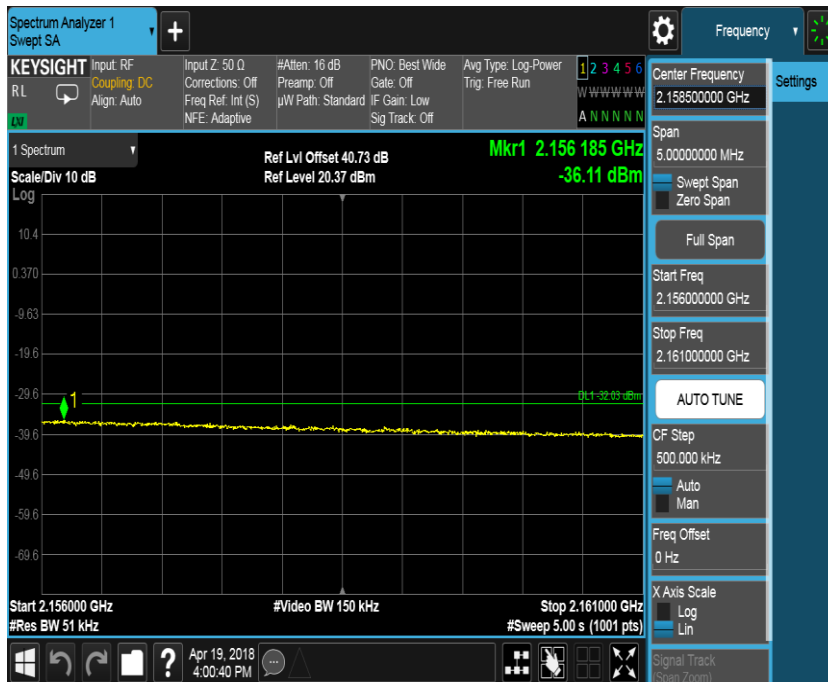 Spectrum Analyzer 1
Swept SA
+
Frequency
KEYSIGHT
RL
LXI
Input: RF
Coupling: DC
Align: Auto
Input Z: 50 Ω
Corrections: Off
Freq Ref: Int (S)
NFE: Adaptive
#Atten: 16 dB
Preamp: Off
µW Path: Standard
PNO: Best Wide
Gate: Off
IF Gain: Low
Sig Track: Off
Avg Type: Log-Power
Trig: Free Run
1 2 3 4 5 6
W W W W W W
A N N N N N
1 Spectrum
Scale/Div 10 dB
Ref Lvl Offset 40.73 dB
Ref Level 20.37 dBm
Mkr1 2.156 185 GHz
-36.11 dBm
Log
10.4
0.370
-9.63
-19.6
-29.6
-39.6
-49.6
-59.6
-69.6
1
DL1 -32.03 dBm
Start 2.156000 GHz
#Res BW 51 kHz
#Video BW 150 kHz
Stop 2.161000 GHz
#Sweep 5.00 s (1001 pts)
Center Frequency
2.158500000 GHz
Settings
Span
5.00000000 MHz
Swept Span
Zero Span
Full Span
Start Freq
2.156000000 GHz
Stop Freq
2.161000000 GHz
AUTO TUNE
CF Step
500.000 kHz
Auto
Man
Freq Offset
0 Hz
X Axis Scale
Log
Lin
Signal Track
(Span Zoom)
?
Apr 19, 2018
4:00:40 PM